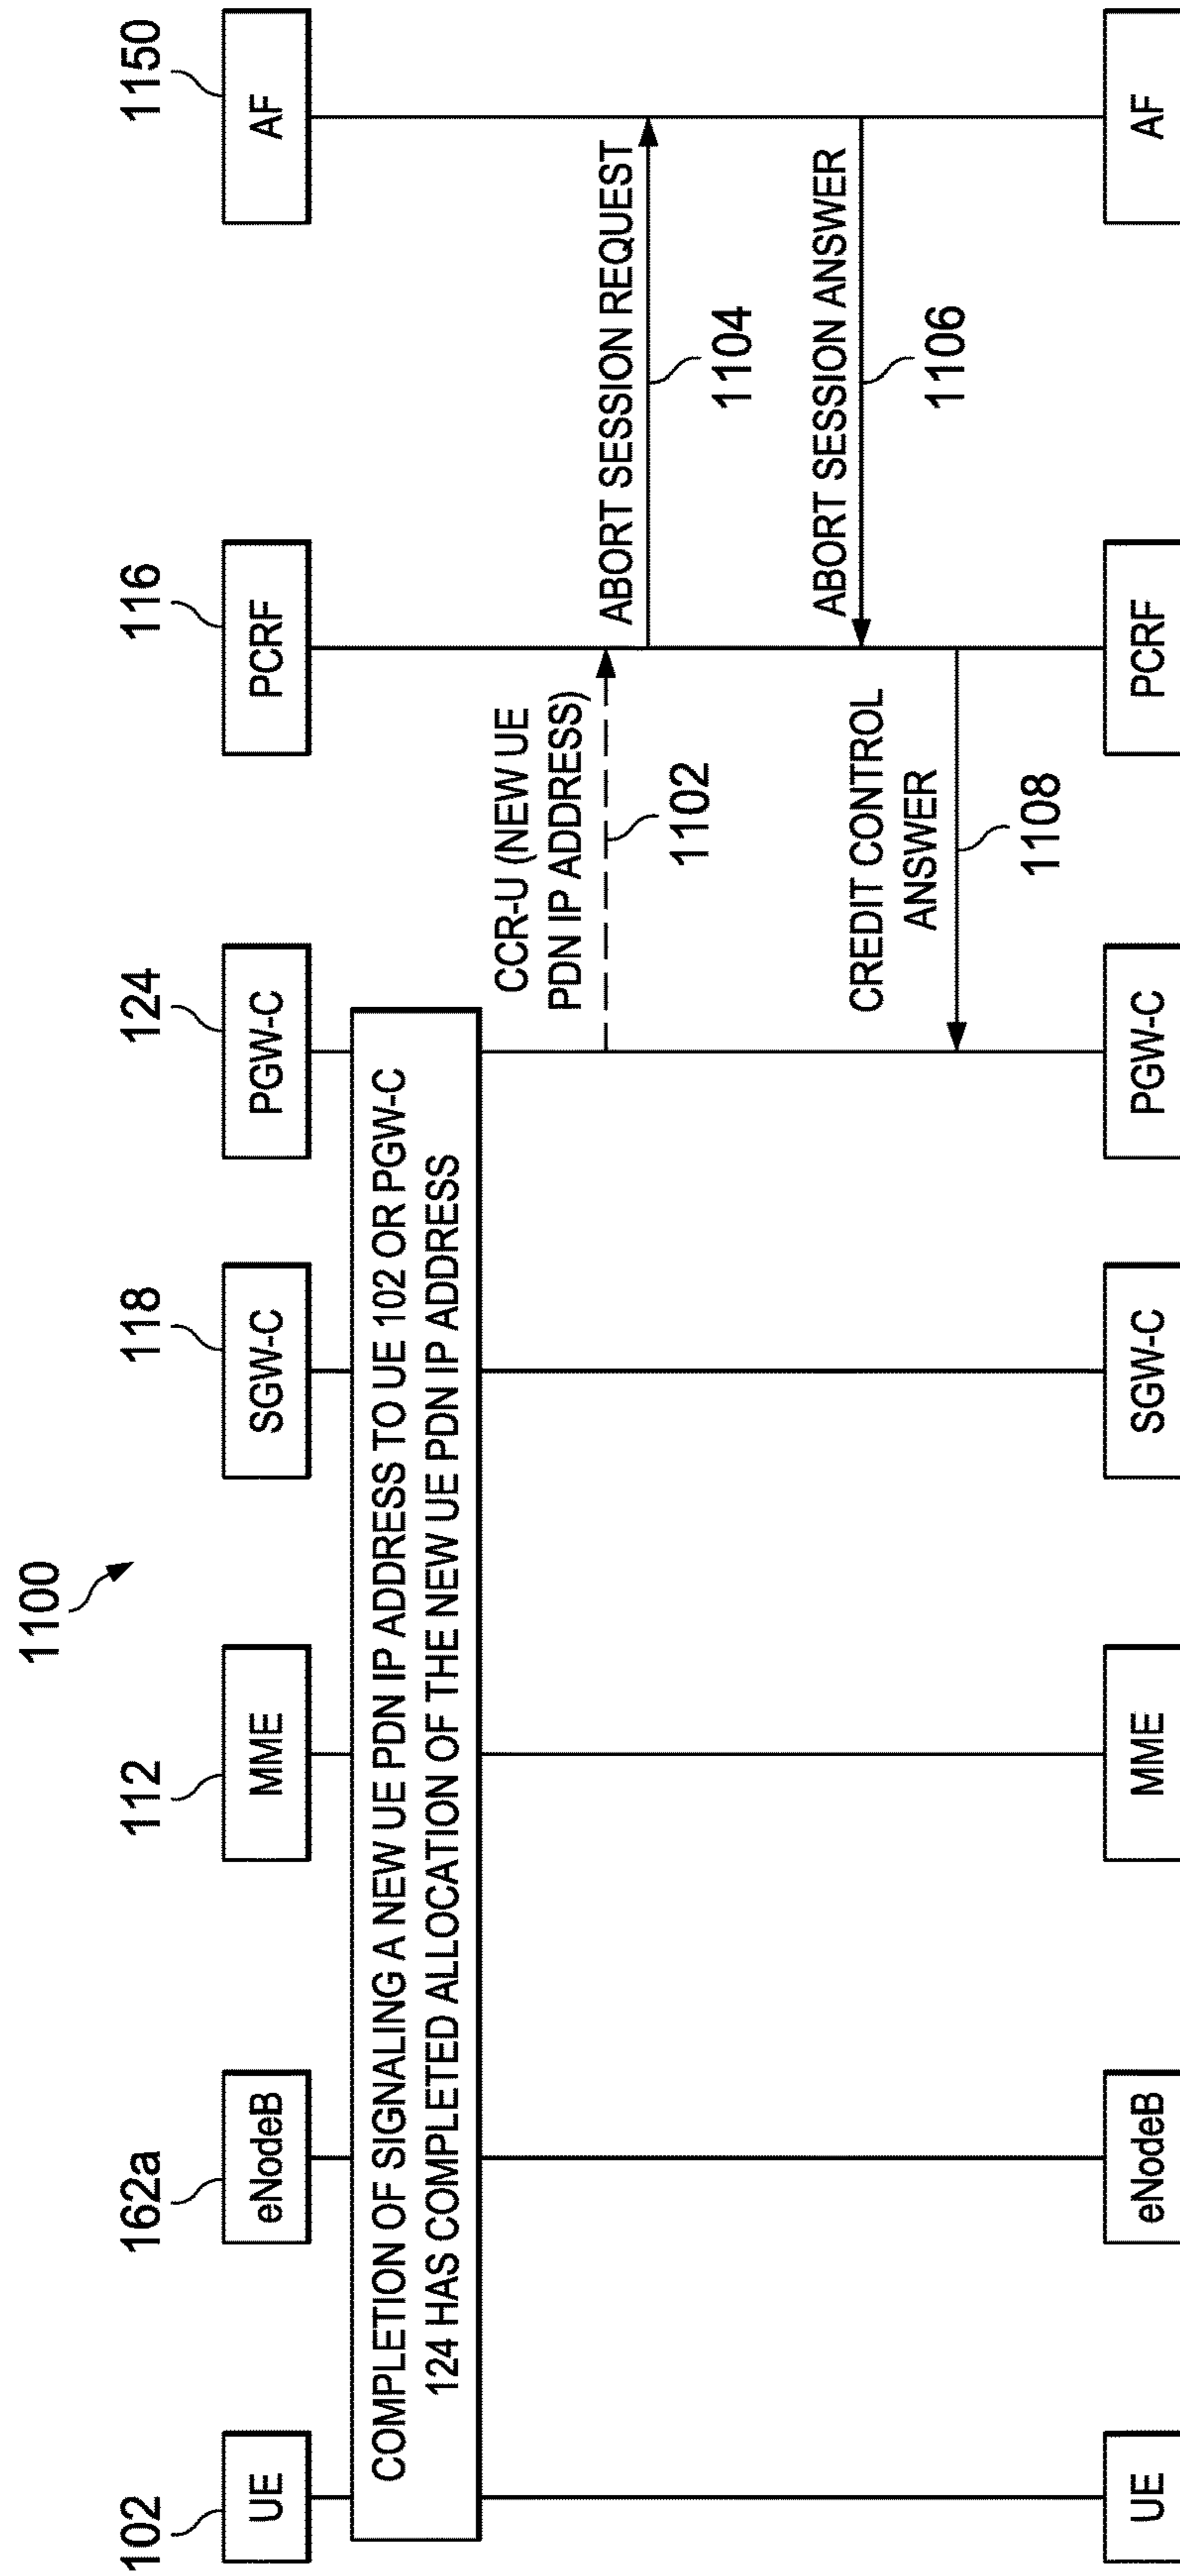 1100
102
162a
112
118
124
116
1150
UE
eNodeB
MME
SGW-C
PGW-C
PCRF
AF
COMPLETION OF SIGNALING A NEW UE PDN IP ADDRESS TO UE 102 OR PGW-C
124 HAS COMPLETED ALLOCATION OF THE NEW UE PDN IP ADDRESS
CCR-U (NEW UE
PDN IP ADDRESS)
1102
ABORT SESSION REQUEST
1104
ABORT SESSION ANSWER
1106
CREDIT CONTROL
ANSWER
1108
UE
eNodeB
MME
SGW-C
PGW-C
PCRF
AF